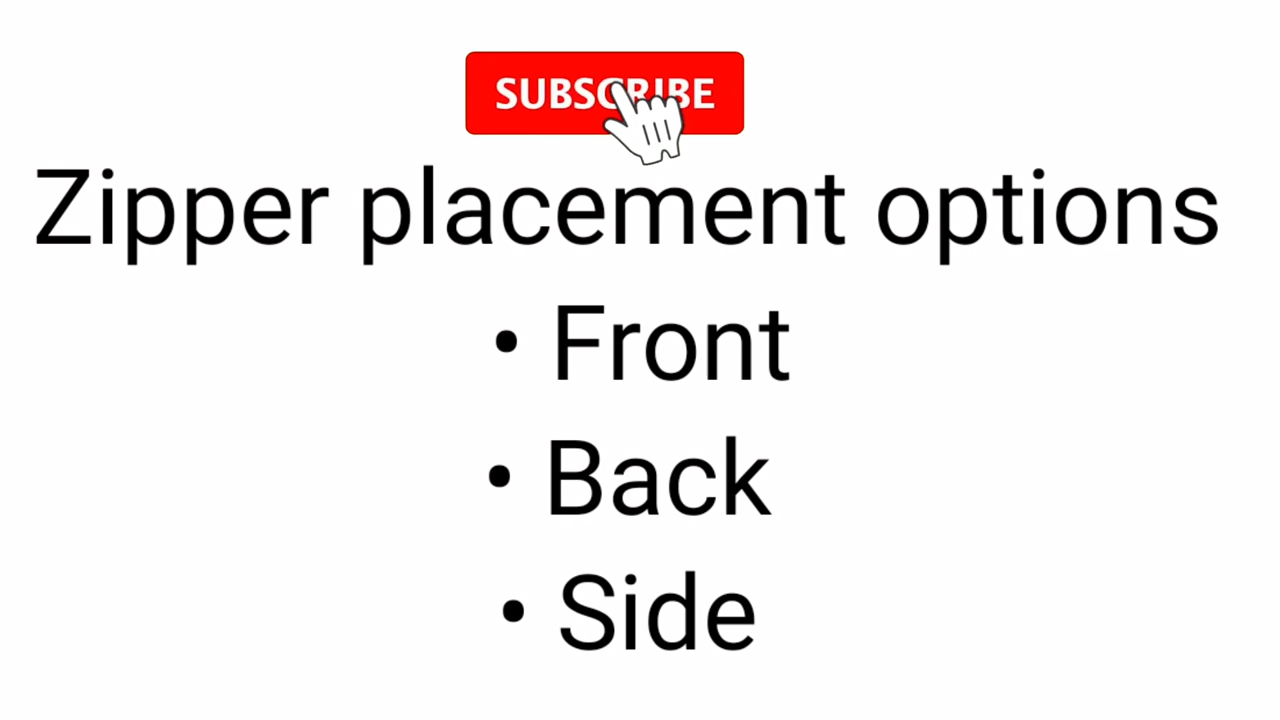 SUBSCRIBE
Zipper placement options
• Front
• Back
• Side